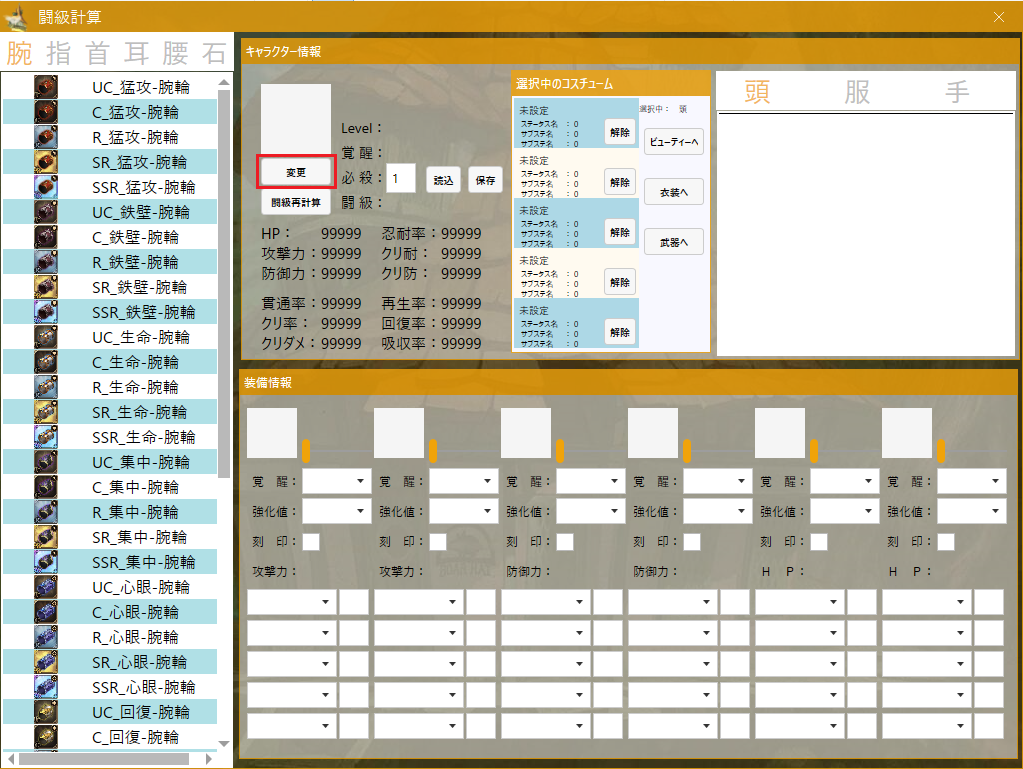 闘級計算
腕 指 首 耳 腰 石
UC_猛攻-腕輪
C_猛攻-腕輪
R_猛攻-腕輪
SR_猛攻-腕輪
SSR_猛攻-腕輪
UC_鉄壁-腕輪
C_鉄壁-腕輪
R_鉄壁-腕輪
SR_鉄壁-腕輪
SSR_鉄壁-腕輪
UC_生命-腕輪
C_生命-腕輪
R_生命-腕輪
SR_生命-腕輪
SSR_生命-腕輪
UC_集中-腕輪
C_集中-腕輪
R_集中-腕輪
SR_集中-腕輪
SSR_集中-腕輪
UC_心眼-腕輪
C_心眼-腕輪
R_心眼-腕輪
SR_心眼-腕輪
SSR_心眼-腕輪
UC_回復-腕輪
C_回復-腕輪
キャラクター情報
変更
闘級再計算
Level：
覚 醒：
必 殺： 1 読込 保存
闘 級：
HP： 99999 忍耐率：99999
攻撃力：99999 クリ耐： 99999
防御力：99999 クリ防： 99999
貫通率：99999 再生率：99999
クリ率： 99999 回復率：99999
クリダメ：99999 吸収率：99999
選択中のコスチューム
未設定
ステータス名 ：0
サブステ名 ：0
サブステ名 ：0
解除
未設定
ステータス名 ：0
サブステ名 ：0
サブステ名 ：0
解除
未設定
ステータス名 ：0
サブステ名 ：0
サブステ名 ：0
解除
未設定
ステータス名 ：0
サブステ名 ：0
サブステ名 ：0
解除
未設定
ステータス名 ：0
サブステ名 ：0
サブステ名 ：0
解除
選択中： 頭
ビューティーへ
衣装へ
武器へ
頭 服 手
装備情報
覚 醒： 覚 醒： 覚 醒： 覚 醒： 覚 醒： 覚 醒：
強化値： 強化値： 強化値： 強化値： 強化値： 強化値：
刻 印： 刻 印： 刻 印： 刻 印： 刻 印： 刻 印：
攻撃力： 攻撃力： 防御力： 防御力： H P： H P：